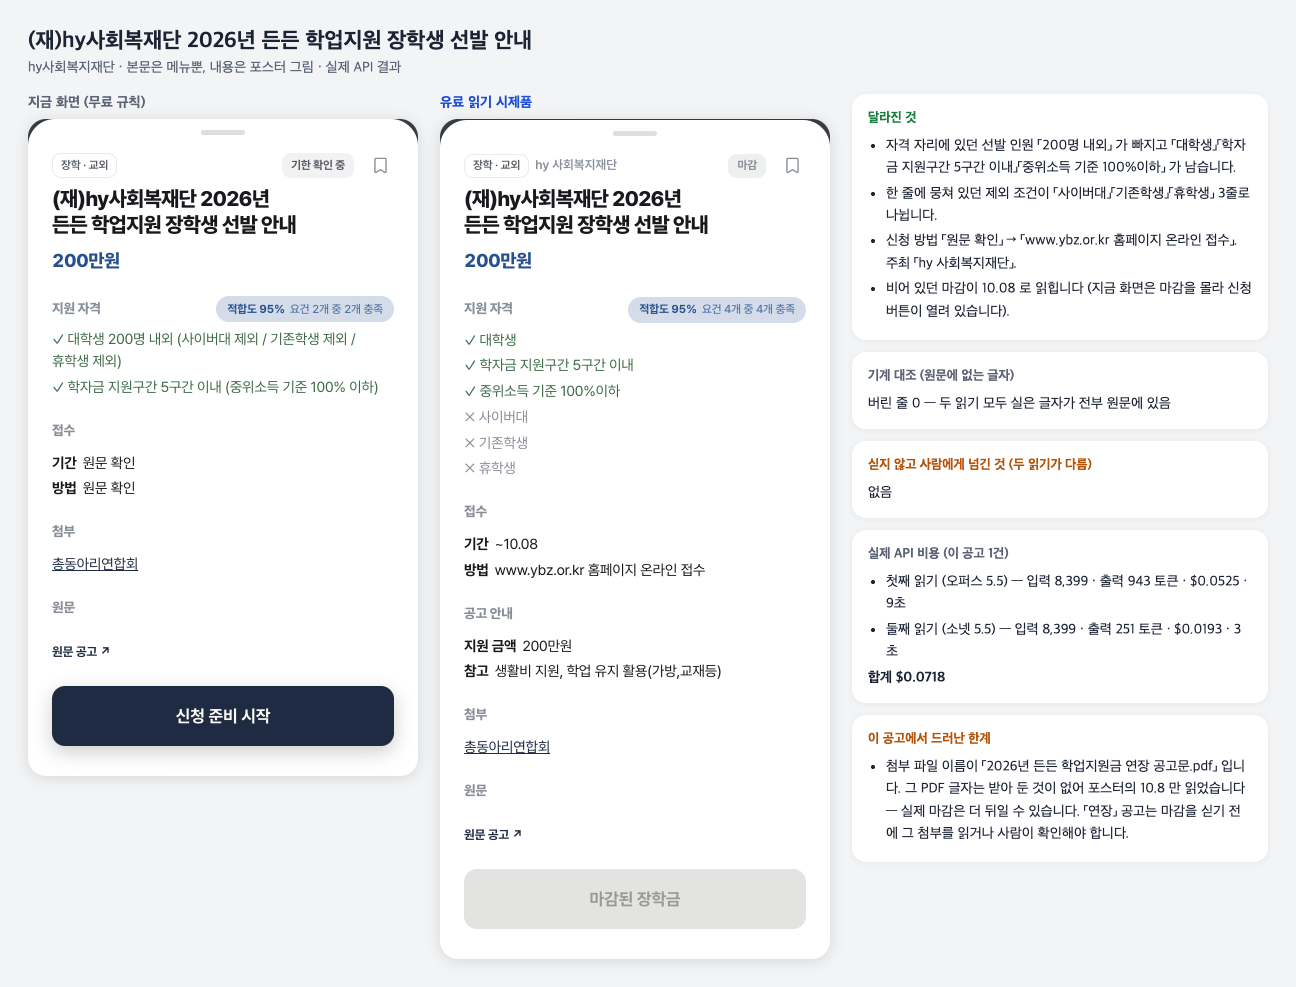 (재)hy사회복재단 2026년 든든 학업지원 장학생 선발 안내
hy사회복지재단 · 본문은 메뉴뿐, 내용은 포스터 그림 · 실제 API 결과
지금 화면 (무료 규칙)
장학 · 교외
기한 확인 중
(재)hy사회복재단 2026년
든든 학업지원 장학생 선발 안내
200만원
지원 자격
적합도 95% 요건 2개 중 2개 충족
✓ 대학생 200명 내외 (사이버대 제외 / 기존학생 제외 /
휴학생 제외)
✓ 학자금 지원구간 5구간 이내 (중위소득 기준 100% 이하)
접수
기간 원문 확인
방법 원문 확인
첨부
총동아리연합회
원문
원문 공고 ↗
신청 준비 시작
유료 읽기 시제품
장학 · 교외 hy 사회복지재단
마감
(재)hy사회복재단 2026년
든든 학업지원 장학생 선발 안내
200만원
지원 자격
적합도 95% 요건 4개 중 4개 충족
✓ 대학생
✓ 학자금 지원구간 5구간 이내
✓ 중위소득 기준 100%이하
× 사이버대
× 기존학생
× 휴학생
접수
기간 ~10.08
방법 www.ybz.or.kr 홈페이지 온라인 접수
공고 안내
지원 금액 200만원
참고 생활비 지원, 학업 유지 활용(가방,교재등)
첨부
총동아리연합회
원문
원문 공고 ↗
마감된 장학금
달라진 것
• 자격 자리에 있던 선발 인원 「200명 내외」 가 빠지고 「대학생」「학자
금 지원구간 5구간 이내」「중위소득 기준 100%이하」 가 남습니다.
• 한 줄에 뭉쳐 있던 제외 조건이 「사이버대」「기존학생」「휴학생」 3줄로
나뉩니다.
• 신청 방법 「원문 확인」 → 「www.ybz.or.kr 홈페이지 온라인 접수」.
주최 「hy 사회복지재단」.
• 비어 있던 마감이 10.08 로 읽힙니다 (지금 화면은 마감을 몰라 신청
버튼이 열려 있습니다).
기계 대조 (원문에 없는 글자)
버린 줄 0 — 두 읽기 모두 실은 글자가 전부 원문에 있음
싣지 않고 사람에게 넘긴 것 (두 읽기가 다름)
없음
실제 API 비용 (이 공고 1건)
• 첫째 읽기 (오퍼스 5.5) — 입력 8,399 · 출력 943 토큰 · $0.0525 ·
9초
• 둘째 읽기 (소넷 5.5) — 입력 8,399 · 출력 251 토큰 · $0.0193 · 3
초
합계 $0.0718
이 공고에서 드러난 한계
• 첨부 파일 이름이 「2026년 든든 학업지원금 연장 공고문.pdf」 입니
다. 그 PDF 글자는 받아 둔 것이 없어 포스터의 10.8 만 읽었습니다
— 실제 마감은 더 뒤일 수 있습니다. 「연장」 공고는 마감을 싣기 전
에 그 첨부를 읽거나 사람이 확인해야 합니다.